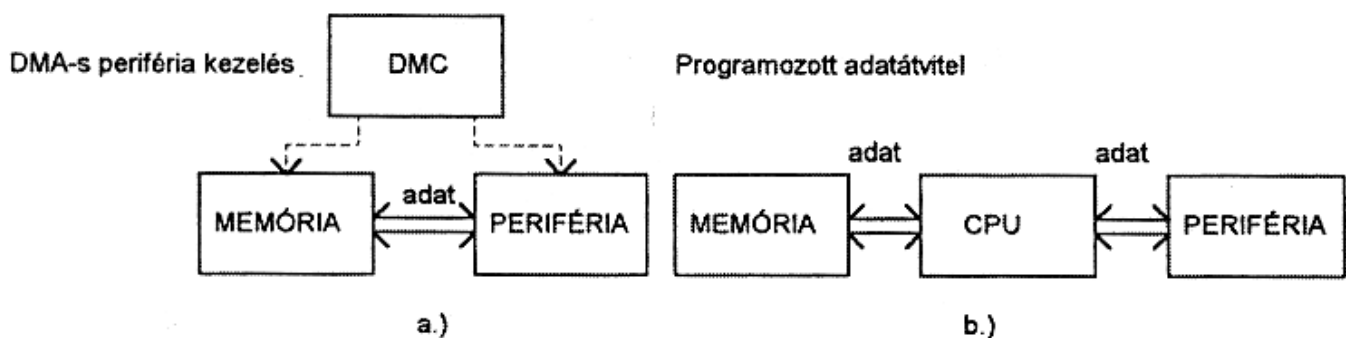 DMA-s periféria kezelés
DMC
Programozott adatátvitel
MEMÓRIA
adat
PERIFÉRIA
MEMÓRIA
adat
CPU
adat
PERIFÉRIA
a.)
b.)